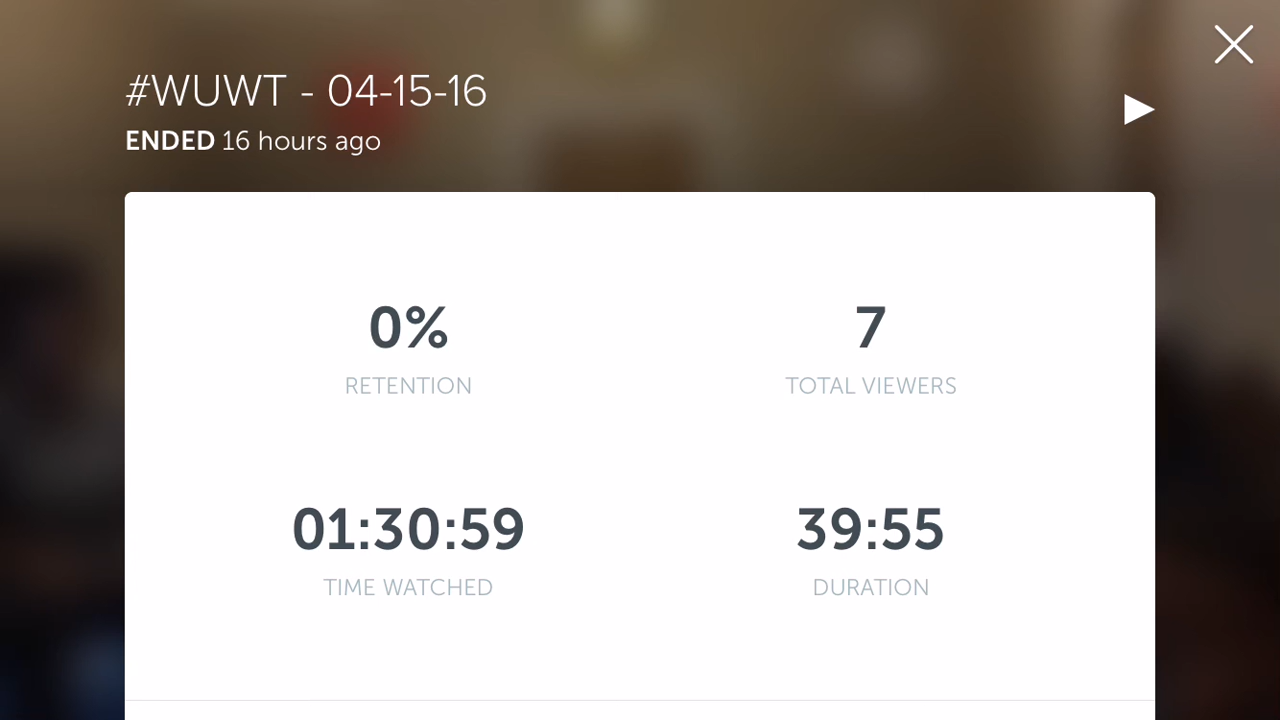 #WUWT - 04-15-16
ENDED 16 hours ago
0%
RETENTION
7
TOTAL VIEWERS
01:30:59
TIME WATCHED
39:55
DURATION